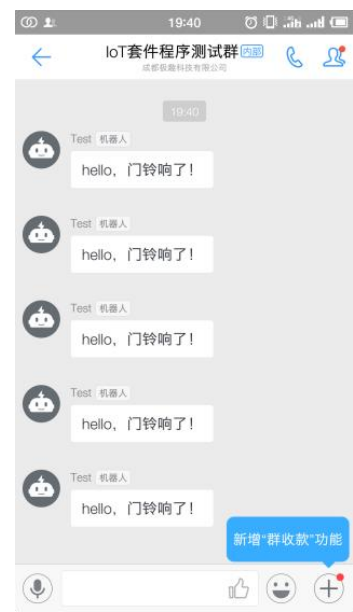 19:40
IoT套件程序测试群 内部
成都极趣科技有限公司
19:40
Test 机器人
hello, 门铃响了!
Test 机器人
hello, 门铃响了!
Test 机器人
hello, 门铃响了!
Test 机器人
hello, 门铃响了!
Test 机器人
hello, 门铃响了!
新增“群收款”功能